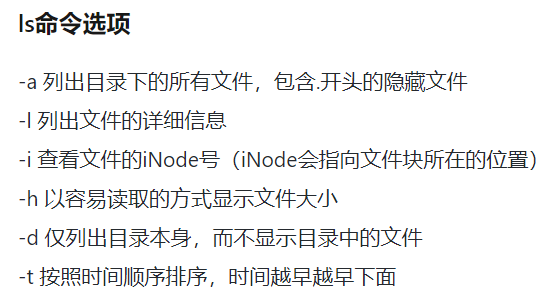 ls命令选项
-a 列出目录下的所有文件，包含.开头的隐藏文件
-l 列出文件的详细信息
-i 查看文件的iNode号（iNode会指向文件块所在的位置）
-h 以容易读取的方式显示文件大小
-d 仅列出目录本身，而不显示目录中的文件
-t 按照时间顺序排序，时间越早越早下面